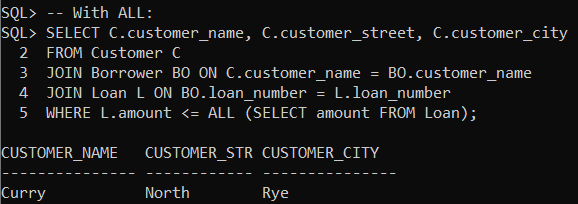 SQL> -- With ALL:
SQL> SELECT C.customer_name, C.customer_street, C.customer_city
  2  FROM Customer C
  3  JOIN Borrower BO ON C.customer_name = BO.customer_name
  4  JOIN Loan L ON BO.loan_number = L.loan_number
  5  WHERE L.amount <= ALL (SELECT amount FROM Loan);

CUSTOMER_NAME   CUSTOMER_STR CUSTOMER_CITY
--------------- ------------ ---------------
Curry           North        Rye